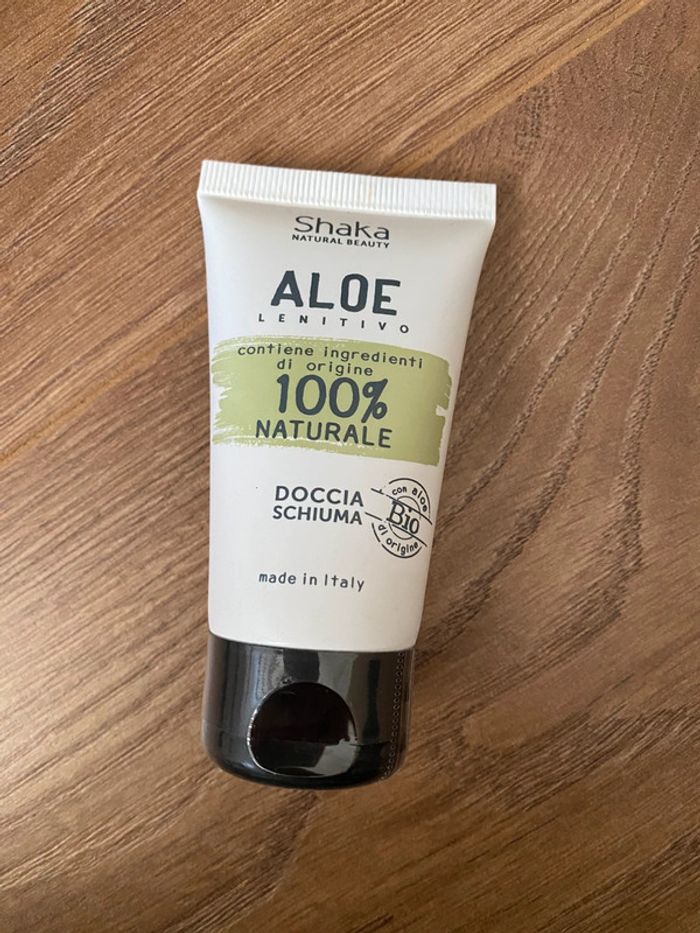 Shaka
NATURAL BEAUTY
ALOE
LENITIVO
contiene ingredienti
di origine
100%
NATURALE
DOCCIA
SCHIUMA
con aloe
Bio
di origine
made in Italy